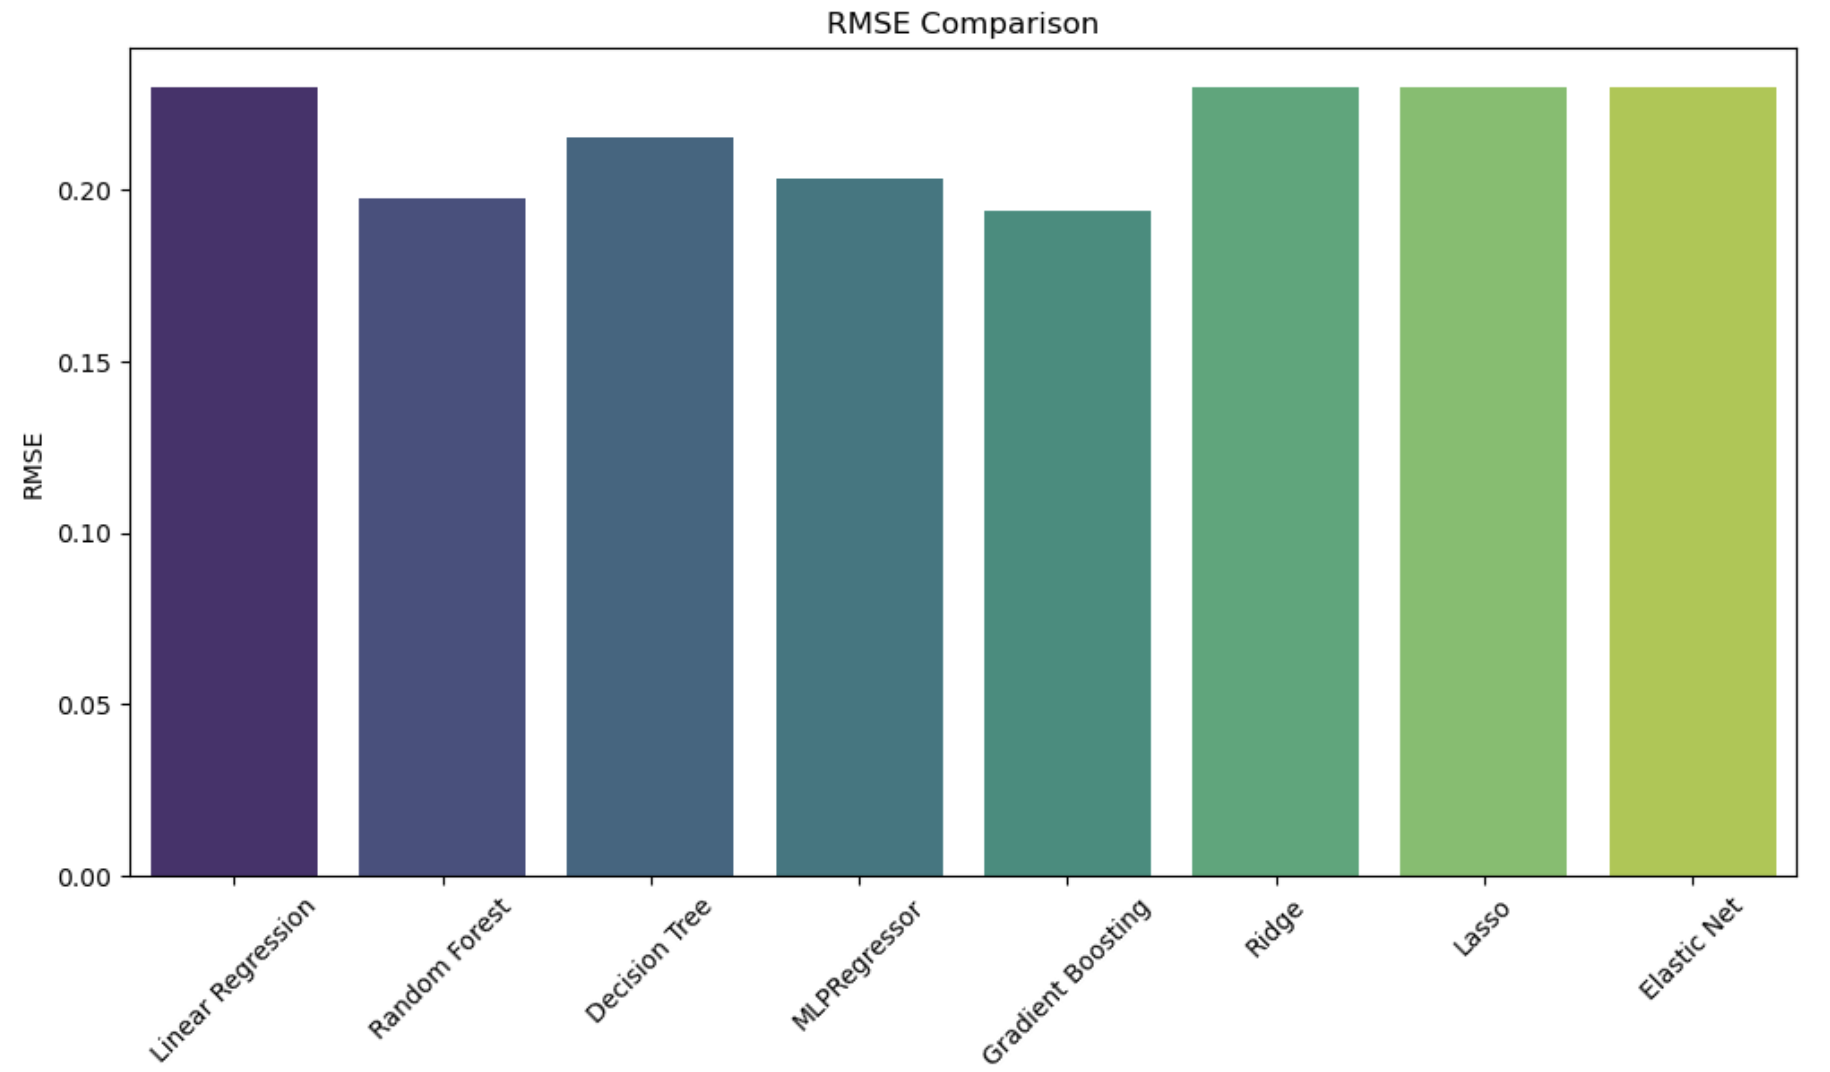 RMSE Comparison
RMSE
0.20
0.15
0.10
0.05
0.00
Linear Regression
Random Forest
Decision Tree
MLPRegressor
Gradient Boosting
Ridge
Lasso
Elastic Net